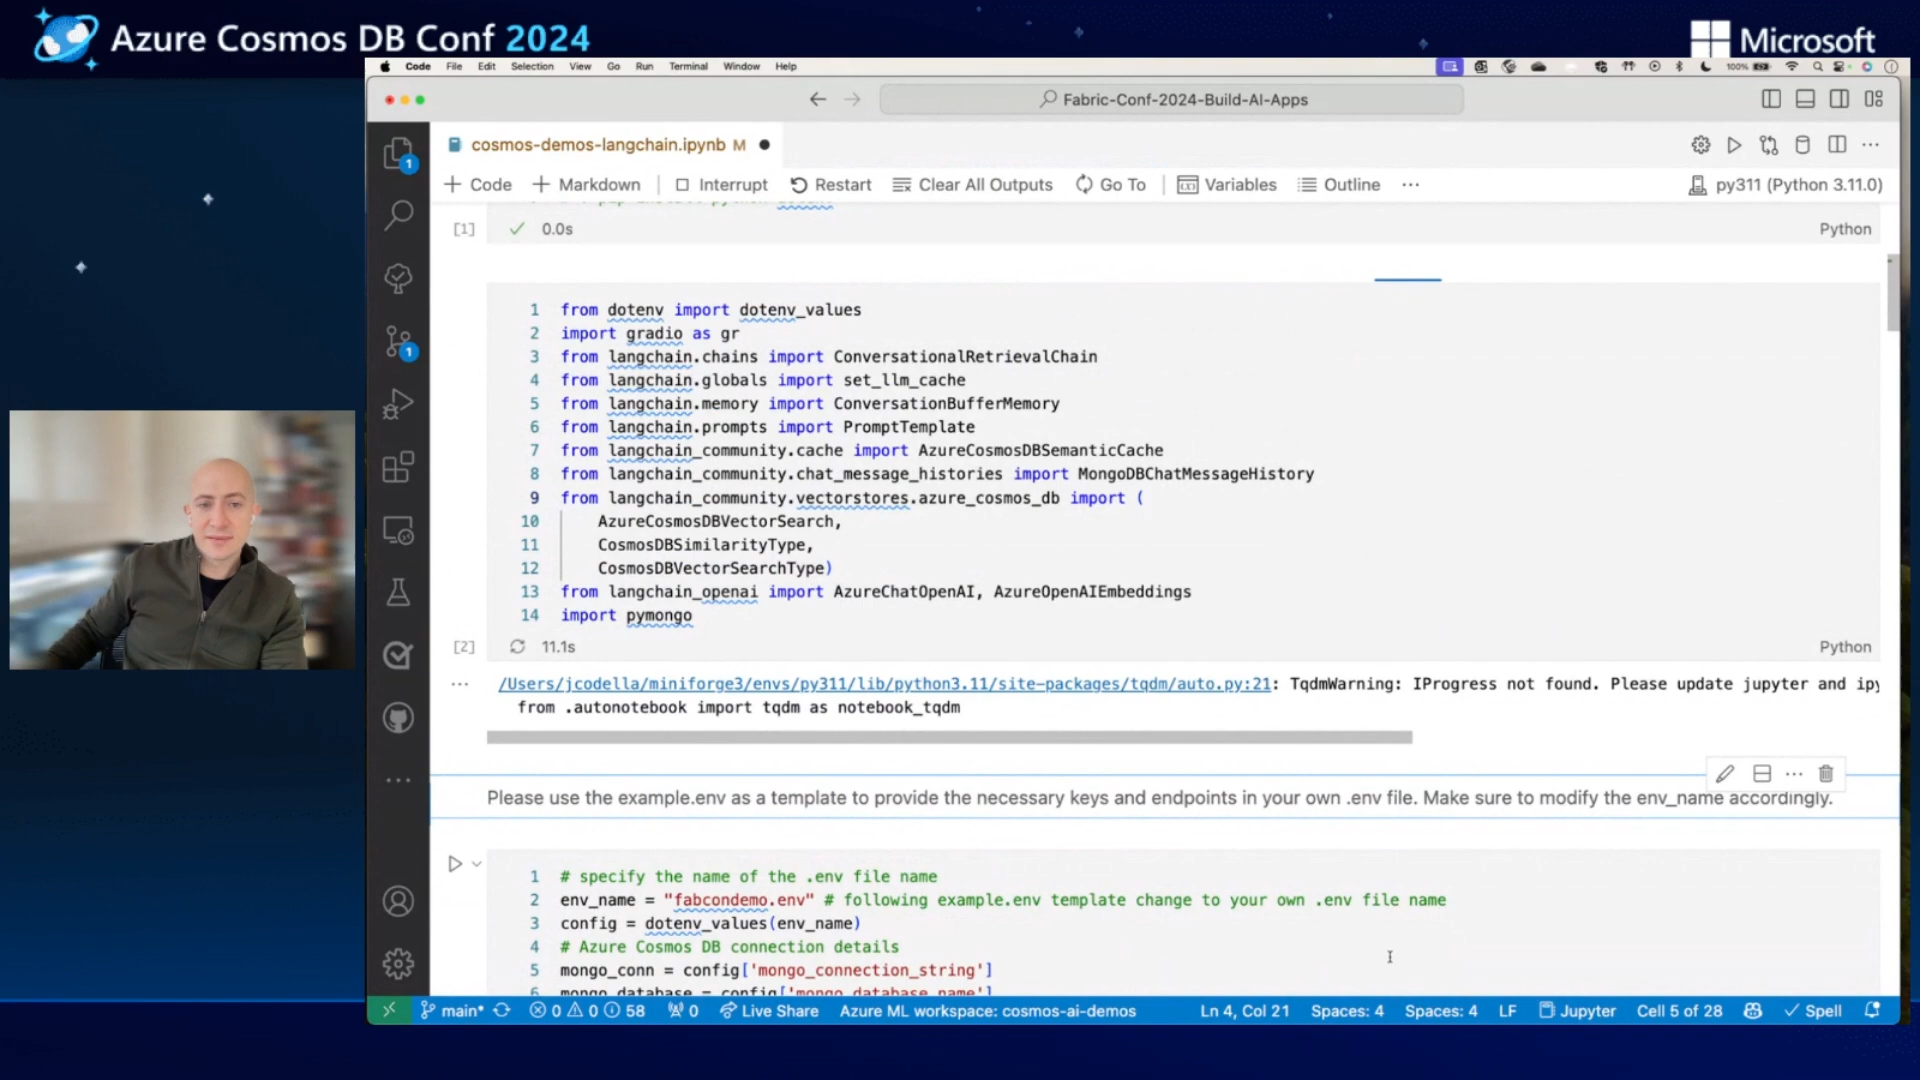 Azure Cosmos DB Conf 2024
Microsoft
Code File Edit Selection View Go Run Terminal Window Help
100%
Fabric-Conf-2024-Build-AI-Apps
cosmos-demos-langchain.ipynb M
+ Code + Markdown Interrupt Restart Clear All Outputs Go To Variables Outline ... py311 (Python 3.11.0)
[1] 0.0s Python
1 from dotenv import dotenv_values
2 import gradio as gr
3 from langchain.chains import ConversationalRetrievalChain
4 from langchain.globals import set_llm_cache
5 from langchain.memory import ConversationBufferMemory
6 from langchain.prompts import PromptTemplate
7 from langchain_community.cache import AzureCosmosDBSemanticCache
8 from langchain_community.chat_message_histories import MongoDBChatMessageHistory
9 from langchain_community.vectorstores.azure_cosmos_db import (
10 AzureCosmosDBVectorSearch,
11 CosmosDBSimilarityType,
12 CosmosDBVectorSearchType)
13 from langchain_openai import AzureChatOpenAI, AzureOpenAIEmbeddings
14 import pymongo
[2] 11.1s Python
... /Users/jcodella/miniforge3/envs/py311/lib/python3.11/site-packages/tqdm/auto.py:21: TqdmWarning: IProgress not found. Please update jupyter and ipy
from .autonotebook import tqdm as notebook_tqdm
Please use the example.env as a template to provide the necessary keys and endpoints in your own .env file. Make sure to modify the env_name accordingly.
1 # specify the name of the .env file name
2 env_name = "fabcondemo.env" # following example.env template change to your own .env file name
3 config = dotenv_values(env_name)
4 # Azure Cosmos DB connection details
5 mongo_conn = config['mongo_connection_string']
6 mongo_database = config['mongo_database_name']
main* 0 0 58 0 Live Share Azure ML workspace: cosmos-ai-demos Ln 4, Col 21 Spaces: 4 Spaces: 4 LF Jupyter Cell 5 of 28 Spell